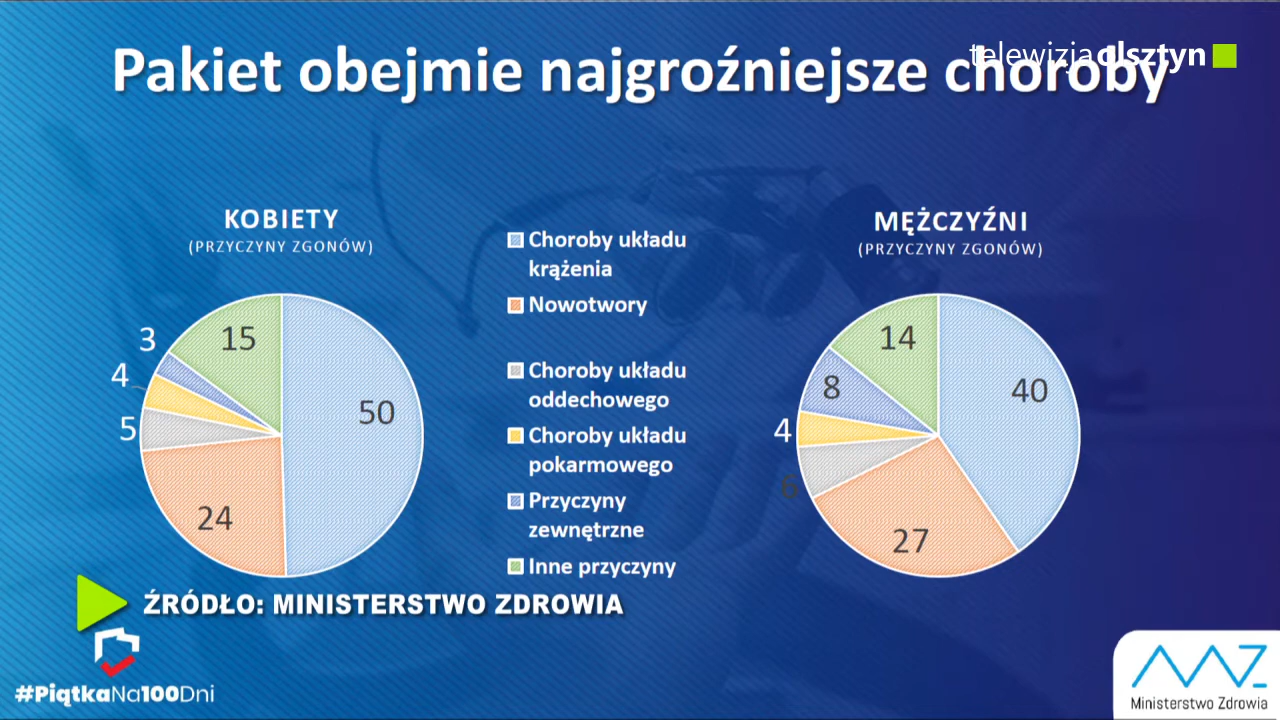 Pakiet obejmie najgroźniejsze choroby
telewizjaolsztyn
KOBIETY
(PRZYCZYNY ZGONÓW)
50
24
5
4
3
15
Choroby układu
krążenia
Nowotwory
Choroby układu
oddechowego
Choroby układu
pokarmowego
Przyczyny
zewnętrzne
Inne przyczyny
MĘŻCZYŹNI
(PRZYCZYNY ZGONÓW)
40
27
6
4
8
14
ŹRÓDŁO: MINISTERSTWO ZDROWIA
#PiątkaNa100Dni
Ministerstwo Zdrowia